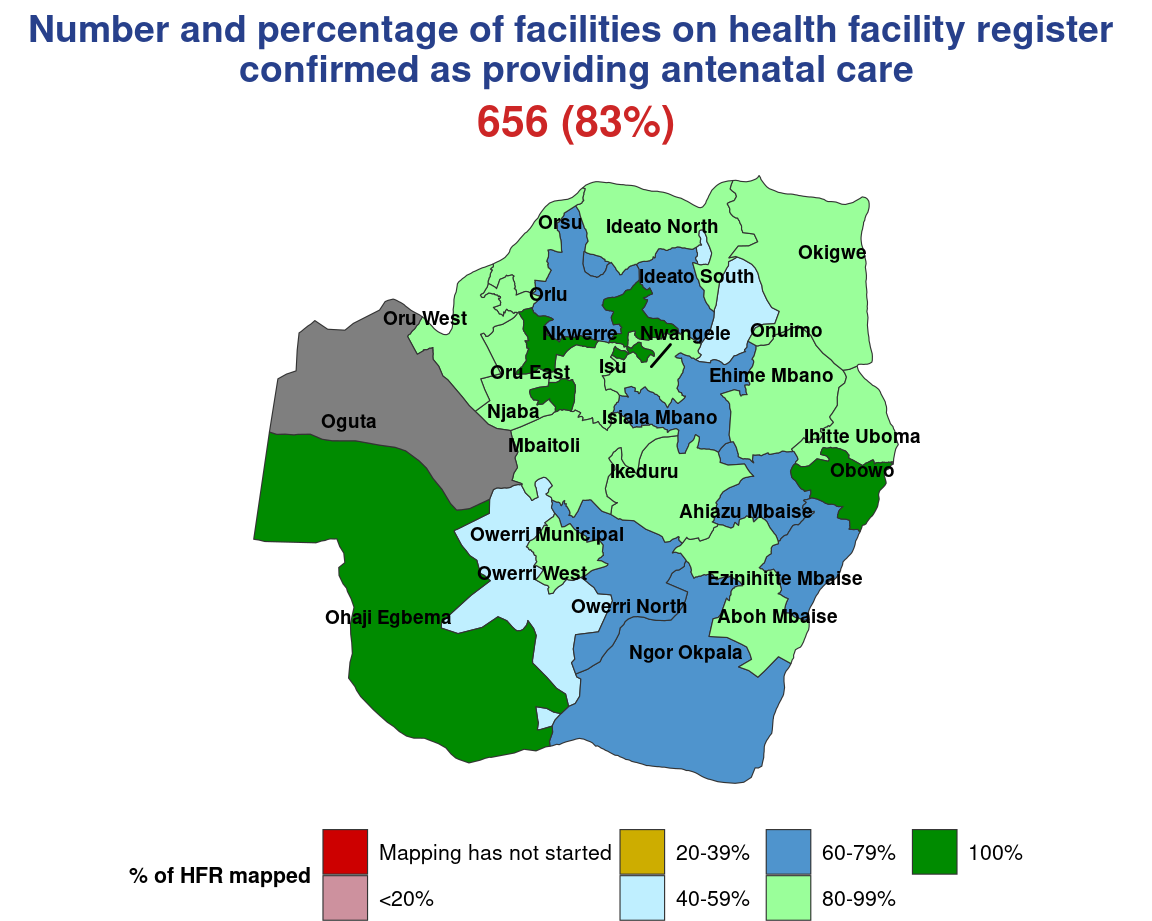 Number and percentage of facilities on health facility register
confirmed as providing antenatal care
656 (83%)
Orsu
Ideato North
Okigwe
Ideato South
Orlu
Oru West
Nkwerre
Nwangele
Onuimo
Isu
Oru East
Ehime Mbano
Njaba
Isiala Mbano
Oguta
Ihitte Uboma
Mbaitoli
Ikeduru
Obowo
Ahiazu Mbaise
Owerri Municipal
Owerri West
Ezinihitte Mbaise
Owerri North
Ohaji Egbema
Aboh Mbaise
Ngor Okpala
% of HFR mapped
Mapping has not started
<20%
20-39%
40-59%
60-79%
80-99%
100%